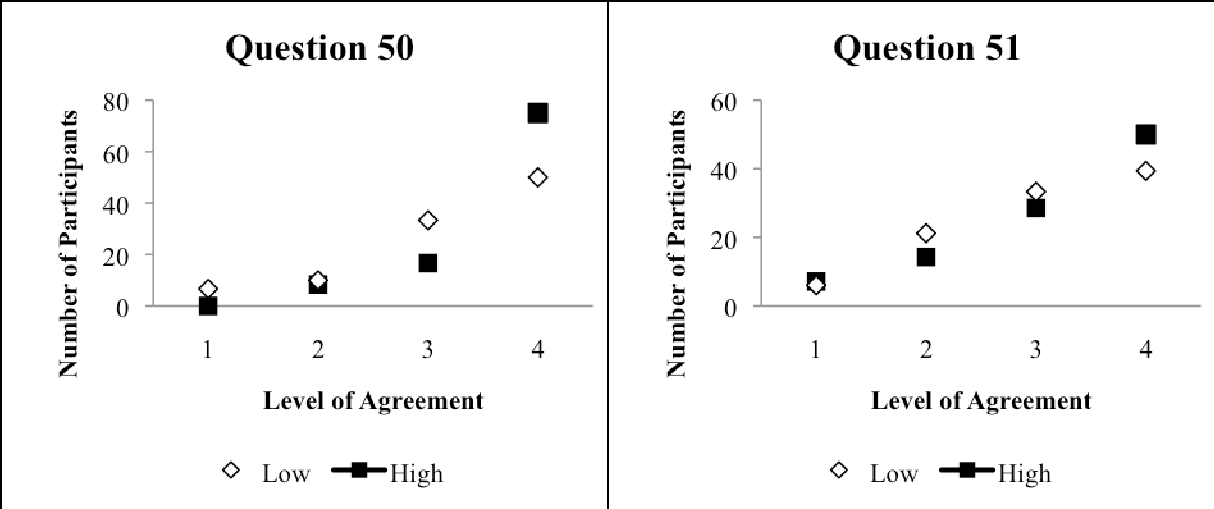 Question 50
Number of Participants
80
60
40
20
0
1 2 3 4
Level of Agreement
Low High
Question 51
Number of Participants
60
40
20
0
1 2 3 4
Level of Agreement
Low High